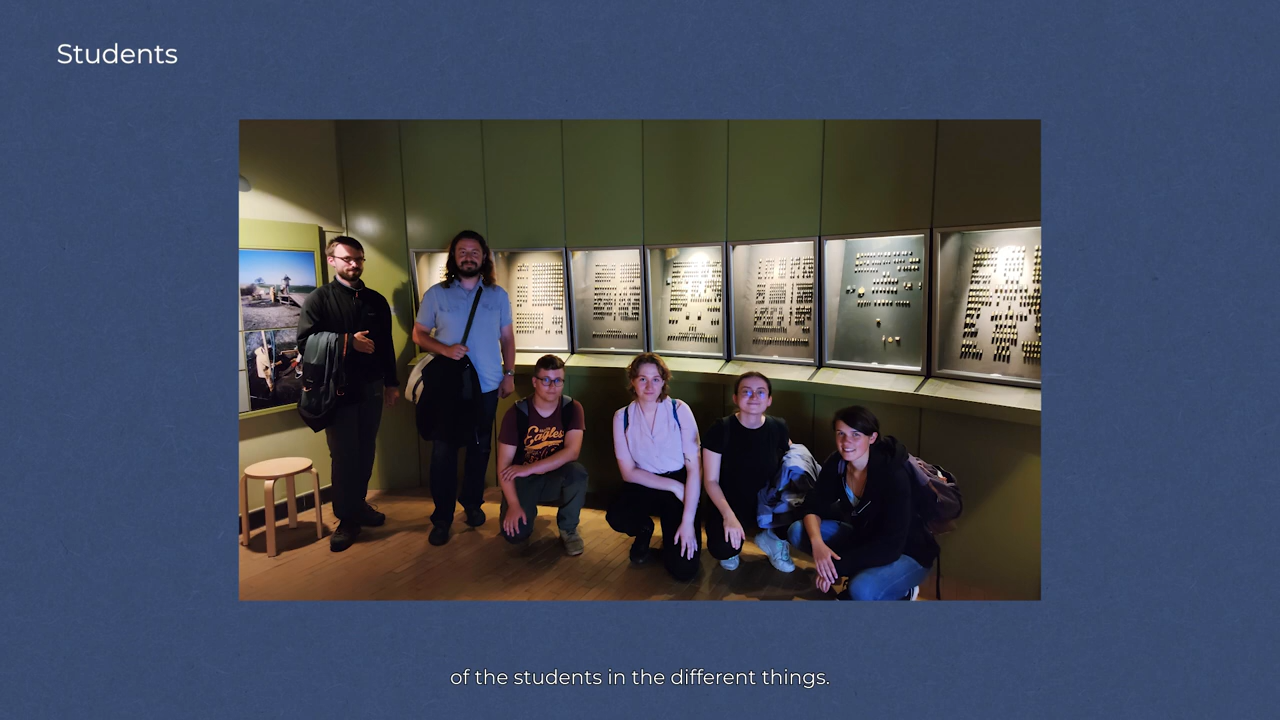 Students
Eagles
of the students in the different things.